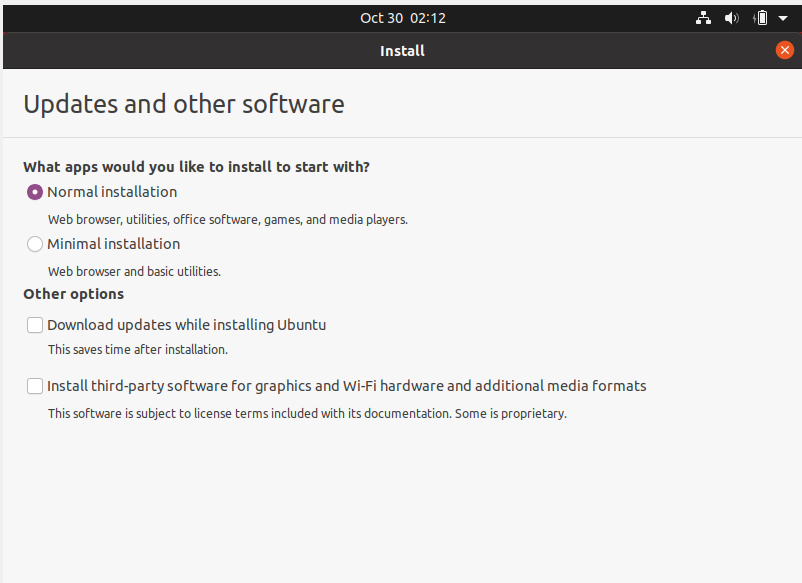 Oct 30 02:12
Install
Updates and other software
What apps would you like to install to start with?
Normal installation
Web browser, utilities, office software, games, and media players.
Minimal installation
Web browser and basic utilities.
Other options
Download updates while installing Ubuntu
This saves time after installation.
Install third-party software for graphics and Wi-Fi hardware and additional media formats
This software is subject to license terms included with its documentation. Some is proprietary.